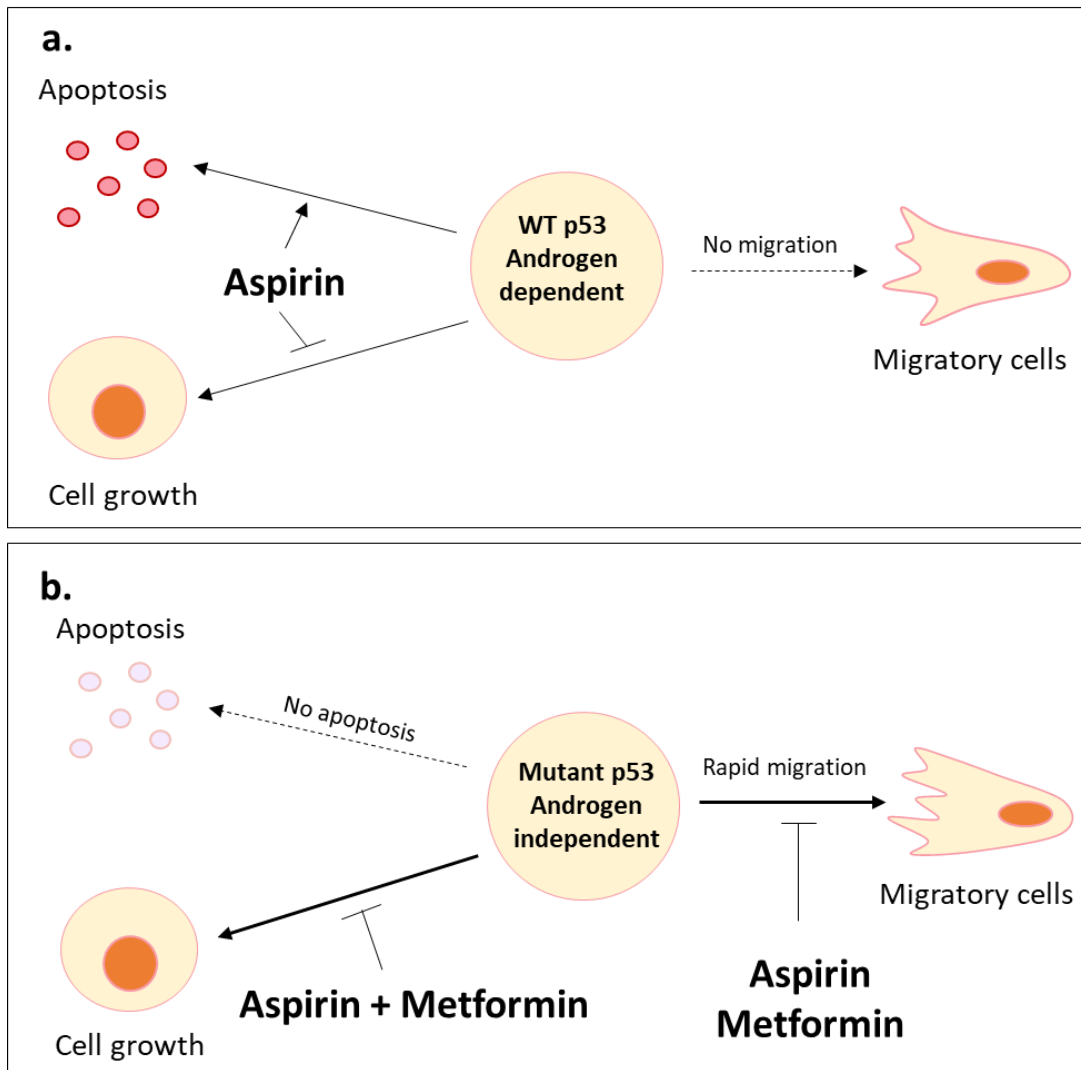 a.
Apoptosis
WT p53
Androgen
dependent
No migration
Aspirin
Migratory cells
Cell growth
b.
Apoptosis
No apoptosis
Mutant p53
Androgen
independent
Rapid migration
Migratory cells
Aspirin + Metformin
Aspirin
Metformin
Cell growth